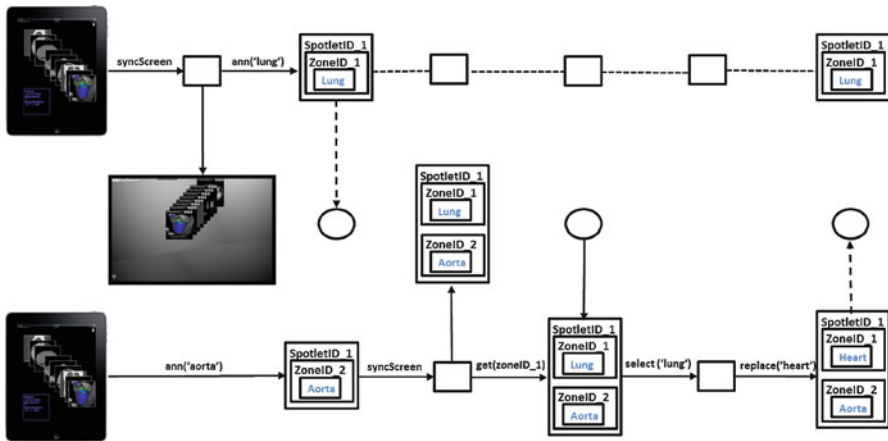 syncScreen
ann('lung')
SpotletID_1
ZoneID_1
Lung
SpotletID_1
ZoneID_1
Lung
SpotletID_1
ZoneID_1
Lung
ZoneID_2
Aorta
ann('aorta')
SpotletID_1
ZoneID_2
Aorta
syncScreen
get(zoneID_1)
SpotletID_1
ZoneID_1
Lung
ZoneID_2
Aorta
select ('lung')
replace('heart')
SpotletID_1
ZoneID_1
Heart
ZoneID_2
Aorta